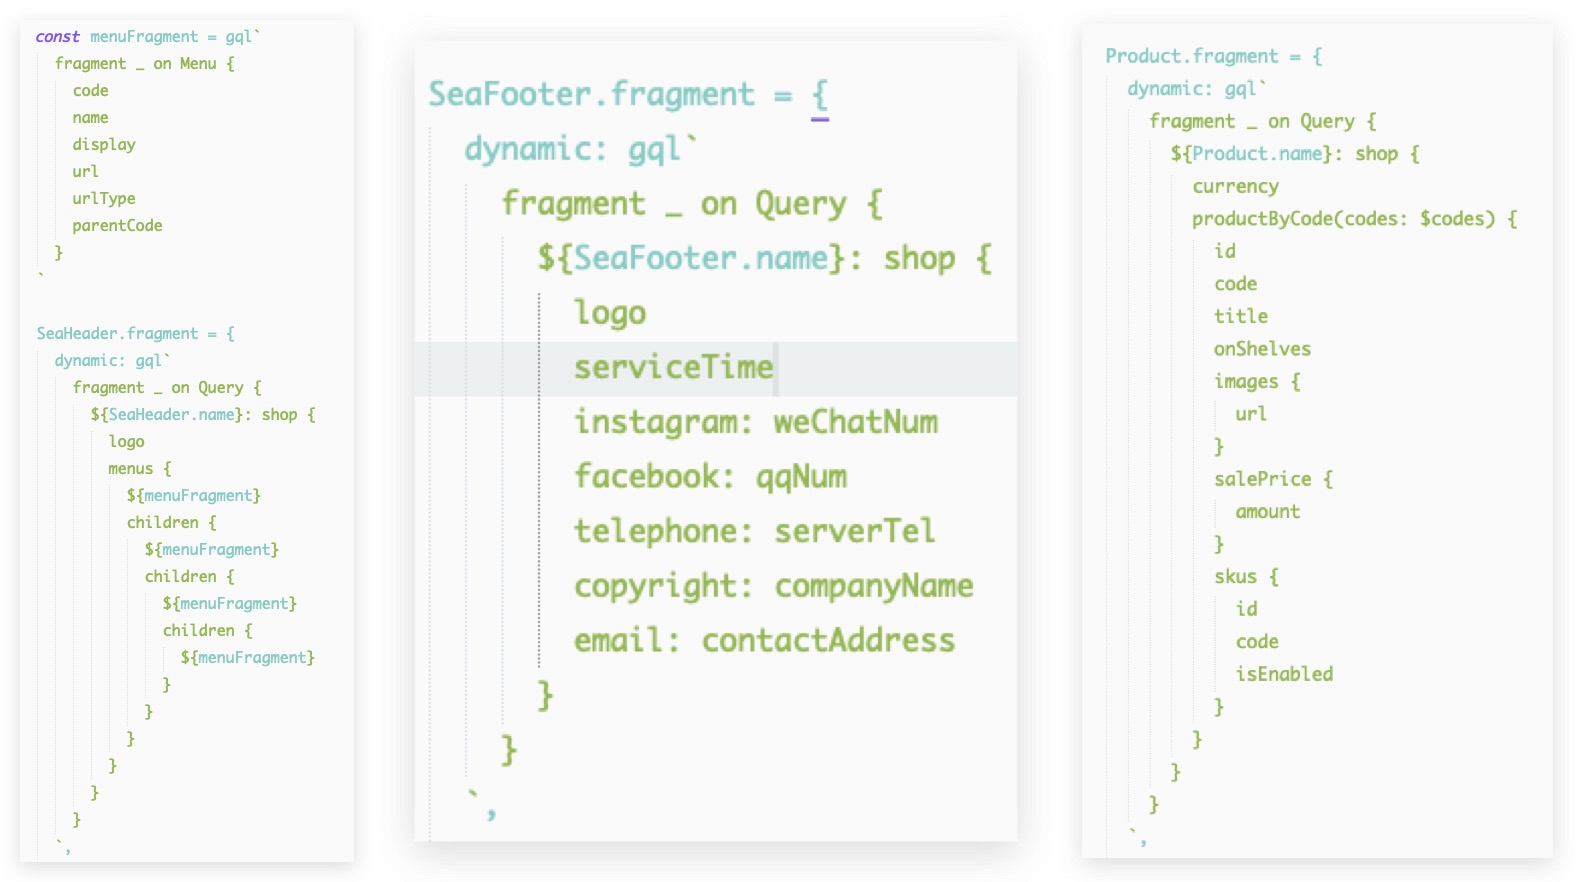 const menuFragment = gql`
fragment _ on Menu {
code
name
display
url
urlType
parentCode
}
`
SeaHeader.fragment = {
dynamic: gql`
fragment _ on Query {
${SeaHeader.name}: shop {
logo
menus {
${menuFragment}
children {
${menuFragment}
children {
${menuFragment}
children {
${menuFragment}
}
}
}
}
}
}
`,
SeaFooter.fragment = {
dynamic: gql`
fragment _ on Query {
${SeaFooter.name}: shop {
logo
serviceTime
instagram: weChatNum
facebook: qqNum
telephone: serverTel
copyright: companyName
email: contactAddress
}
}
`,
Product.fragment = {
dynamic: gql`
fragment _ on Query {
${Product.name}: shop {
currency
productByCode(codes: $codes) {
id
code
title
onShelves
images {
url
}
salePrice {
amount
}
skus {
id
code
isEnabled
}
}
}
}
`,